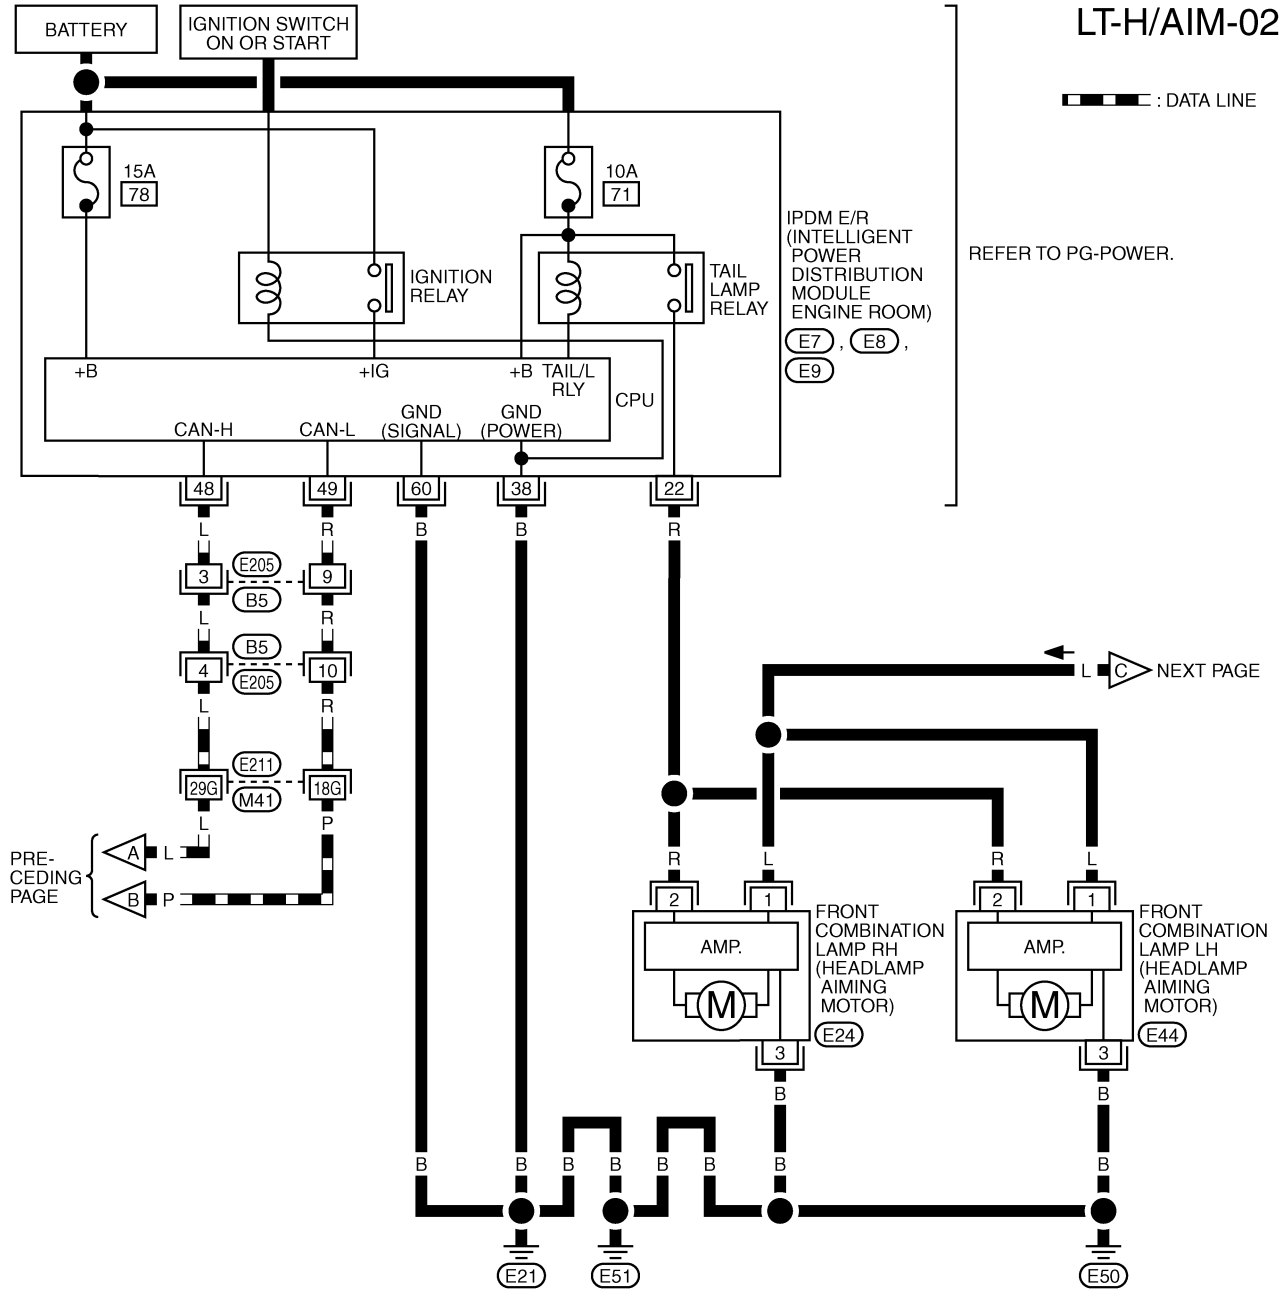 LT-H/AIM-02
BATTERY
IGNITION SWITCH
ON OR START
: DATA LINE
15A
78
10A
71
IPDM E/R
(INTELLIGENT
POWER
DISTRIBUTION
MODULE
ENGINE ROOM)
E7 , E8 ,
E9
REFER TO PG-POWER.
IGNITION
RELAY
TAIL
LAMP
RELAY
+B
+IG
+B
TAIL/L
RLY
CPU
CAN-H
CAN-L
GND
(SIGNAL)
GND
(POWER)
48 49 60 38 22
L R B B R
3 E205 9
B5
L R
B5
4 10
E205
L R
E211
29G 18G
M41
L P
PRE-
CEDING
PAGE
A L
B P
L C NEXT PAGE
R L R L
2 1 2 1
AMP.
M
FRONT
COMBINATION
LAMP RH
(HEADLAMP
AIMING
MOTOR)
E24
AMP.
M
FRONT
COMBINATION
LAMP LH
(HEADLAMP
AIMING
MOTOR)
E44
3 3
B B
B B B B B B B B
E21 E51 E50